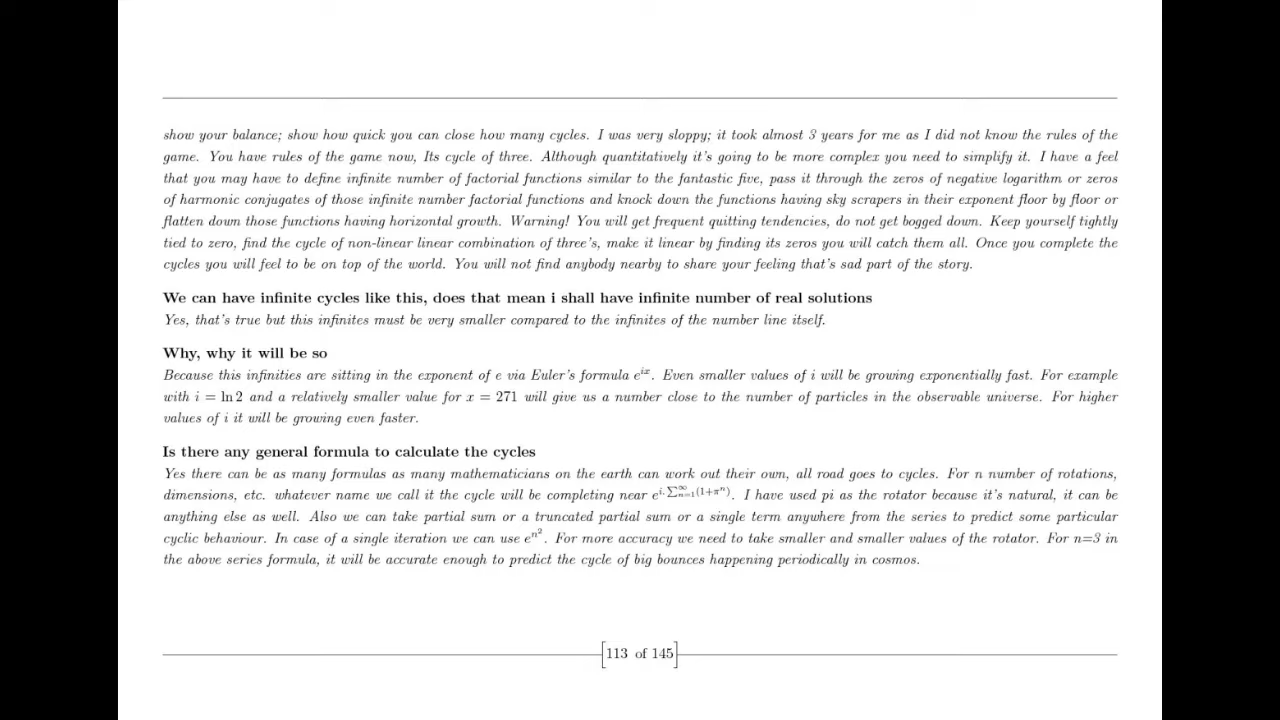 show your balance; show how quick you can close how many cycles. I was very sloppy; it took almost 3 years for me as I did not know the rules of the
game. You have rules of the game now, Its cycle of three. Although quantitatively it's going to be more complex you need to simplify it. I have a feel
that you may have to define infinite number of factorial functions similar to the fantastic five, pass it through the zeros of negative logarithm or zeros
of harmonic conjugates of those infinite number factorial functions and knock down the functions having sky scrapers in their exponent floor by floor or
flatten down those functions having horizontal growth. Warning! You will get frequent quitting tendencies, do not get bogged down. Keep yourself tightly
tied to zero, find the cycle of non-linear linear combination of three's, make it linear by finding its zeros you will catch them all. Once you complete the
cycles you will feel to be on top of the world. You will not find anybody nearby to share your feeling that's sad part of the story.
We can have infinite cycles like this, does that mean i shall have infinite number of real solutions
Yes, that's true but this infinites must be very smaller compared to the infinites of the number line itself.
Why, why it will be so
Because this infinities are sitting in the exponent of e via Euler's formula e^{ix}. Even smaller values of i will be growing exponentially fast. For example
with i = ln 2 and a relatively smaller value for x = 271 will give us a number close to the number of particles in the observable universe. For higher
values of i it will be growing even faster.
Is there any general formula to calculate the cycles
Yes there can be as many formulas as many mathematicians on the earth can work out their own, all road goes to cycles. For n number of rotations,
dimensions, etc. whatever name we call it the cycle will be completing near e^{i.∑_{n=1}^{∞}(1+π^n)}. I have used pi as the rotator because it's natural, it can be
anything else as well. Also we can take partial sum or a truncated partial sum or a single term anywhere from the series to predict some particular
cyclic behaviour. In case of a single iteration we can use e^{n^2}. For more accuracy we need to take smaller and smaller values of the rotator. For n=3 in
the above series formula, it will be accurate enough to predict the cycle of big bounces happening periodically in cosmos.
[113 of 145]